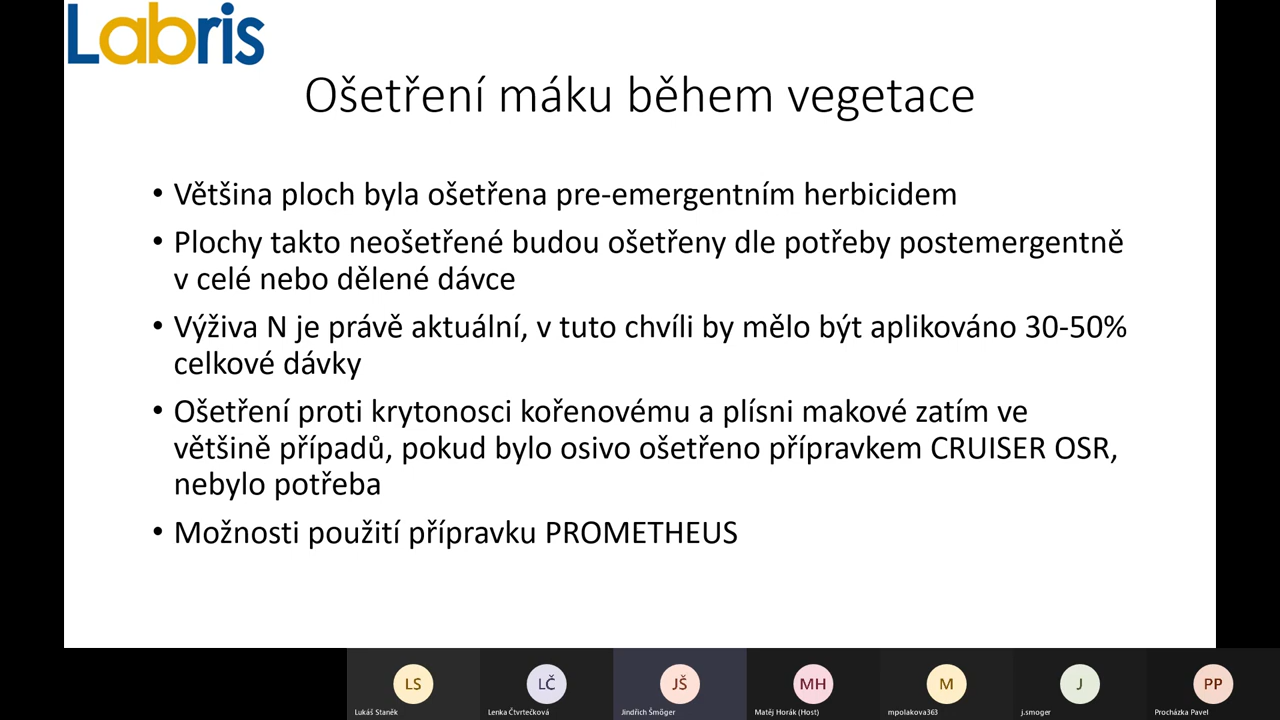 Labris
Ošetření máku během vegetace
• Většina ploch byla ošetřena pre-emergentním herbicidem
• Plochy takto neošetřené budou ošetřeny dle potřeby postemergentně
v celé nebo dělené dávce
• Výživa N je právě aktuální, v tuto chvíli by mělo být aplikováno 30-50%
celkové dávky
• Ošetření proti krytonosci kořenovému a plísni makové zatím ve
většině případů, pokud bylo osivo ošetřeno přípravkem CRUISER OSR,
nebylo potřeba
• Možnosti použití přípravku PROMETHEUS
LS LČ JŠ MH M J PP
Lukáš Staněk Lenka Čtvrtečková Jindřich Šmöger Matěj Horák (Host) mpolakova363 j.smoger Procházka Pavel